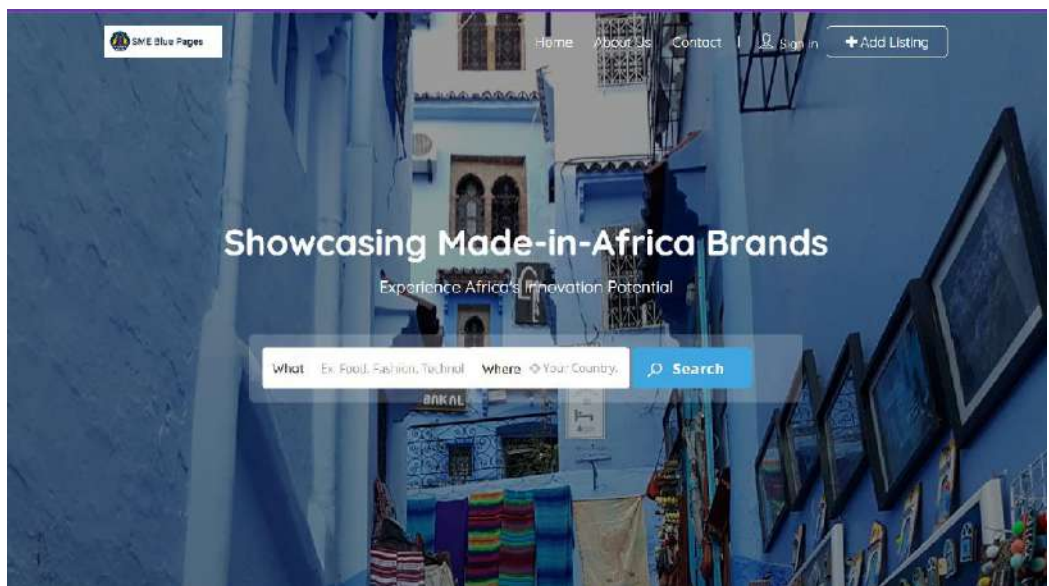 SME Blue Pages
Home About Us Contact | Sign In + Add Listing
Showcasing Made-in-Africa Brands
Experience Africa's Innovation Potential
What Ex: Food, Fashion, Technol Where Your Country, Search
BAKAL